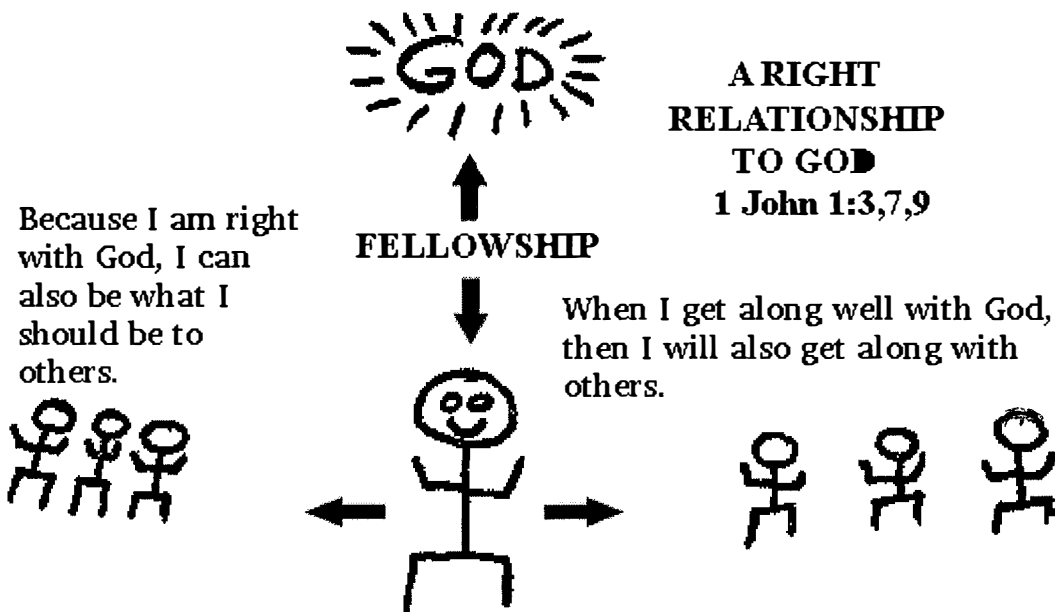 GOD
A RIGHT
RELATIONSHIP
TO GOD
1 John 1:3,7,9
FELLOWSHIP
Because I am right
with God, I can
also be what I
should be to
others.
When I get along well with God,
then I will also get along with
others.